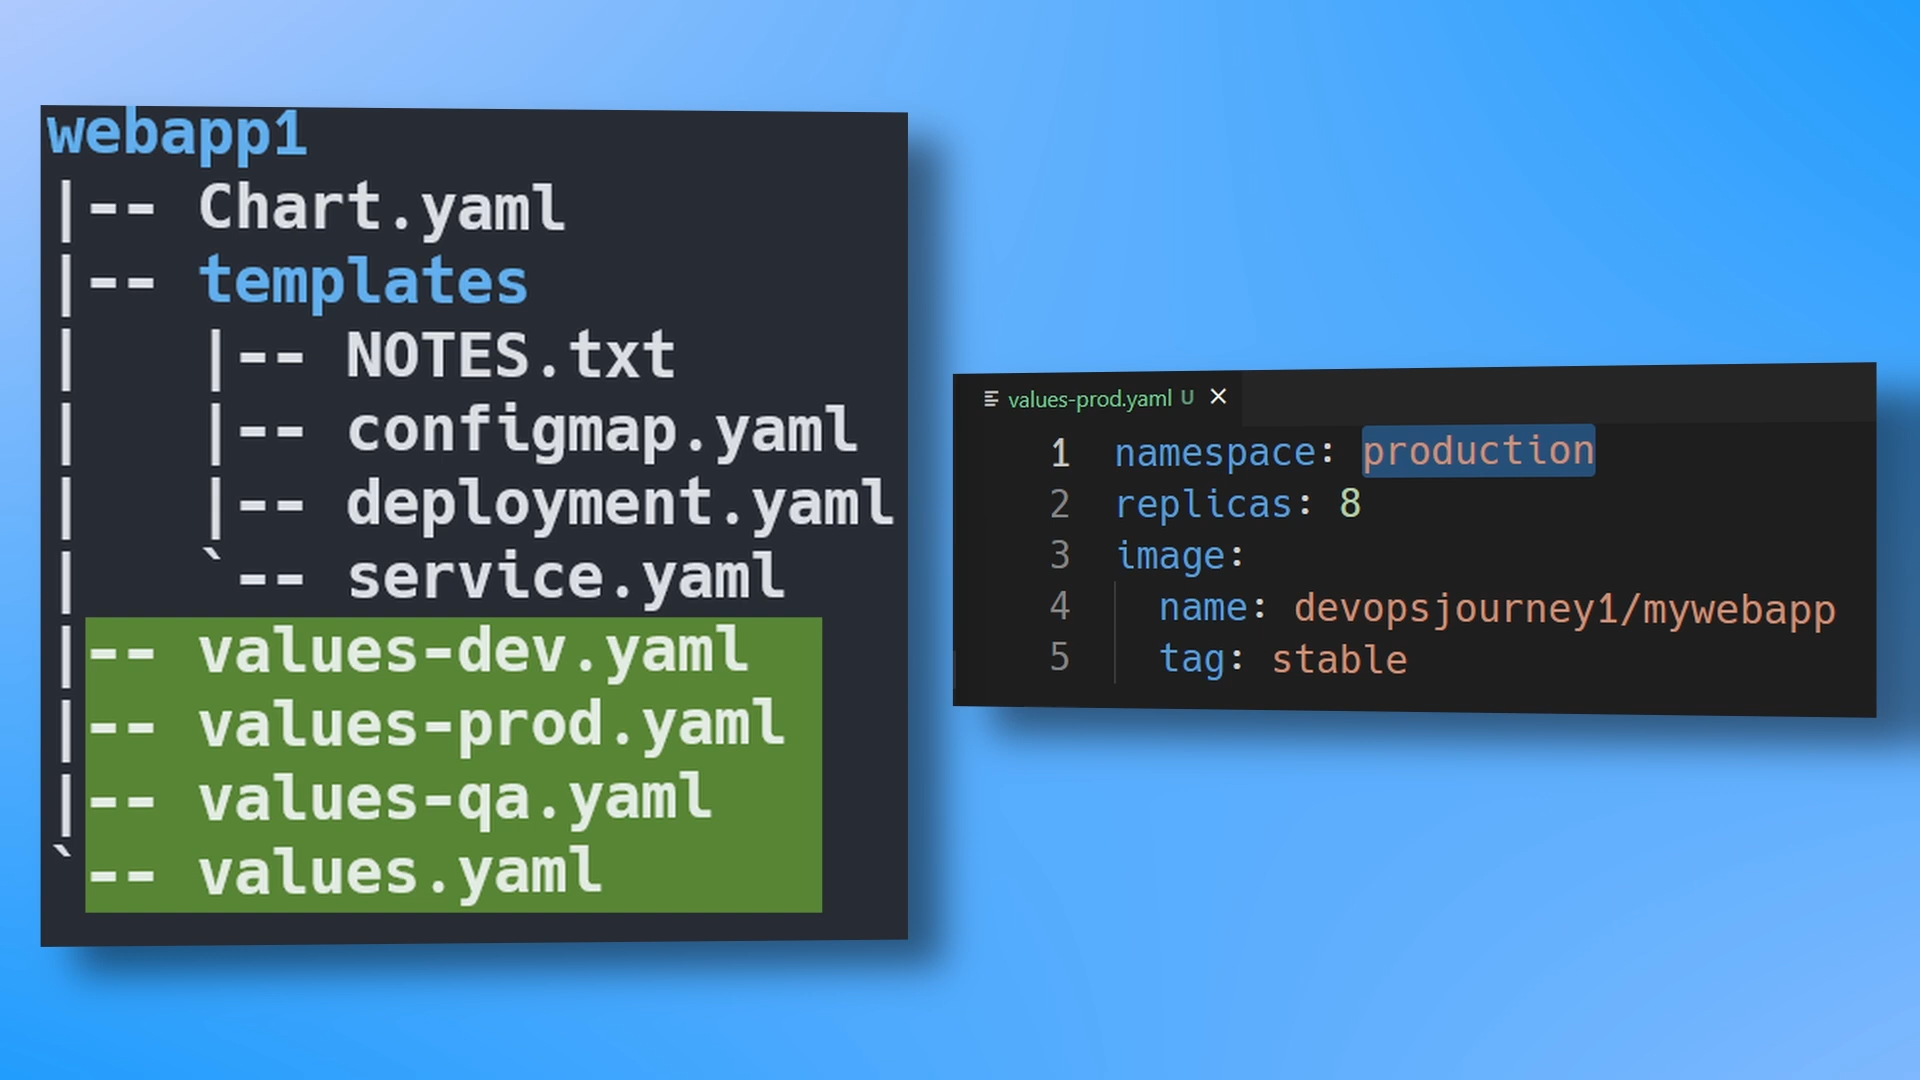 webapp1
|-- Chart.yaml
|-- templates
|   |-- NOTES.txt
|   |-- configmap.yaml
|   |-- deployment.yaml
|   `-- service.yaml
|-- values-dev.yaml
|-- values-prod.yaml
|-- values-qa.yaml
`-- values.yaml
values-prod.yaml U ×
1 namespace: production
2 replicas: 8
3 image:
4   name: devopsjourney1/mywebapp
5   tag: stable